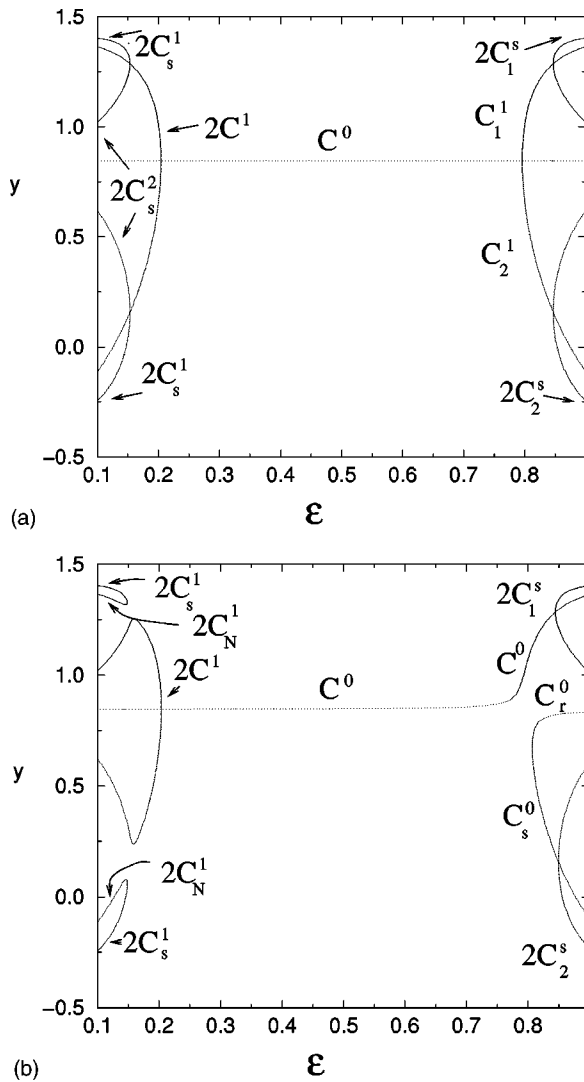 1.5
1.0
y
0.5
0.0
−0.5
2C_s^1
2C_1^s
2C^1
C_1^1
C^0
2C_s^2
C_2^1
2C_s^1
2C_2^s
0.1 0.2 0.3 0.4 0.5 0.6 0.7 0.8
(a)
ε
1.5
1.0
y
0.5
0.0
−0.5
2C_s^1
2C_1^s
2C_N^1
2C^1
C^0
C^0
C_r^0
C_s^0
2C_N^1
2C_s^1
2C_2^s
0.1 0.2 0.3 0.4 0.5 0.6 0.7 0.8
(b)
ε